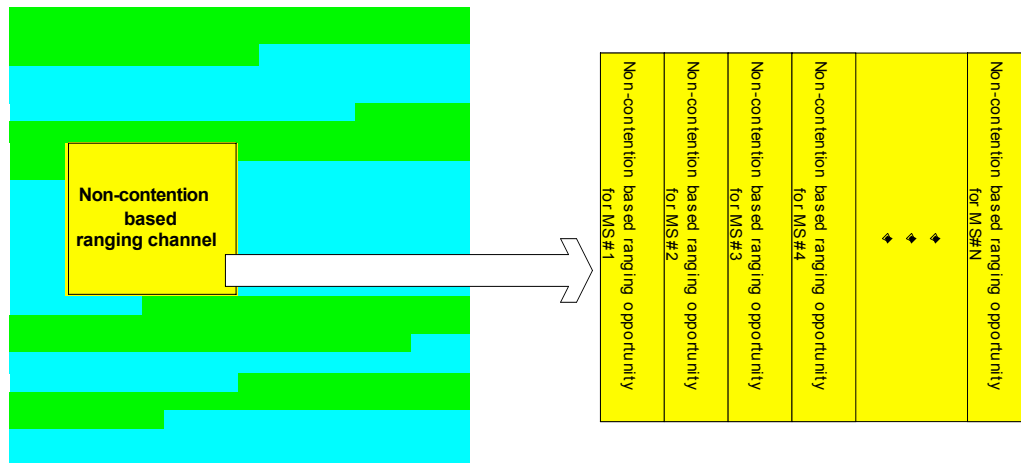 Non-contention
based
ranging channel
Non-contention based ranging opportunity
for MS#1
Non-contention based ranging opportunity
for MS#2
Non-contention based ranging opportunity
for MS#3
Non-contention based ranging opportunity
for MS#4
Non-contention based ranging opportunity
for MS#N